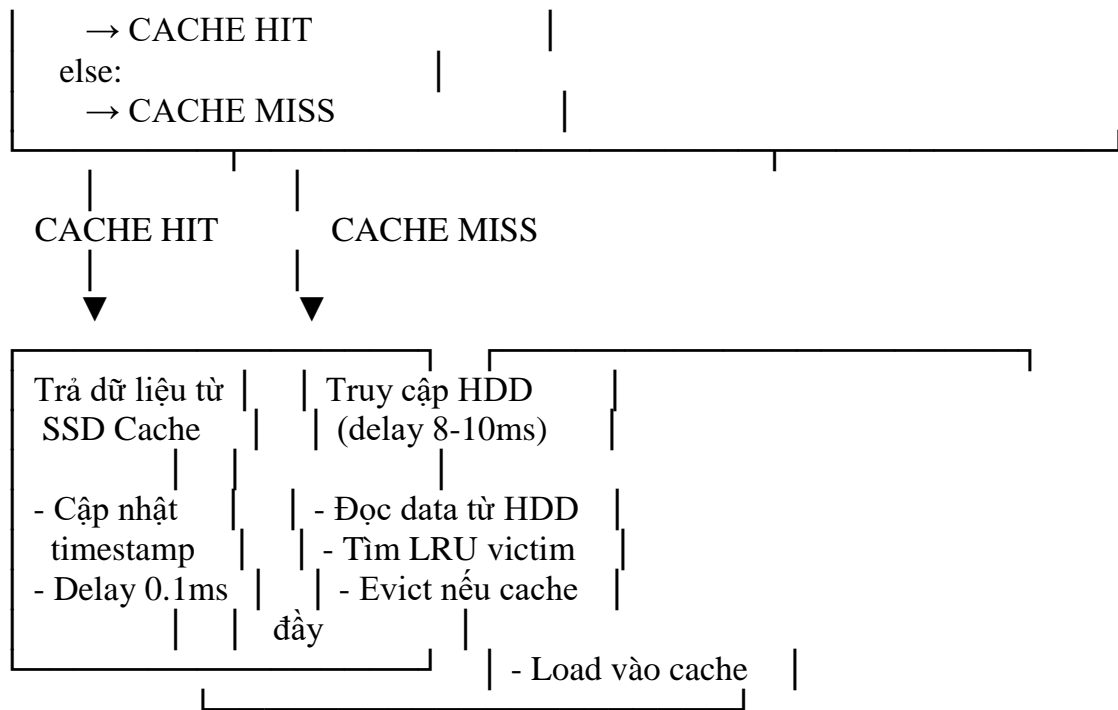 → CACHE HIT
else:
→ CACHE MISS
CACHE HIT CACHE MISS
Trả dữ liệu từ Truy cập HDD
SSD Cache (delay 8-10ms)
- Cập nhật - Đọc data từ HDD
timestamp - Tìm LRU victim
- Delay 0.1ms - Evict nếu cache
đầy
- Load vào cache